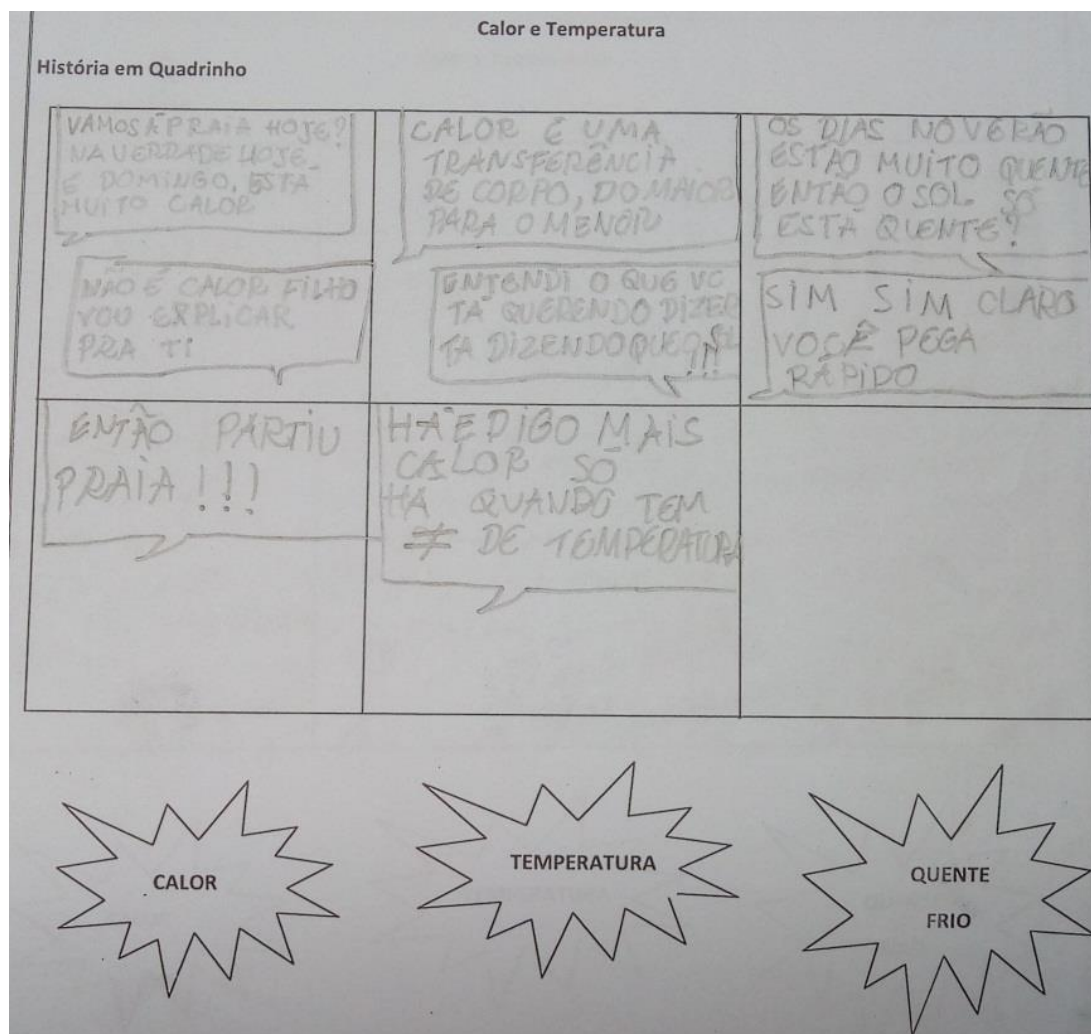 Calor e Temperatura
História em Quadrinho
VAMOS À PRAIA HOJE?
NA VERDADE HOJE
É DOMINGO, ESTÁ
MUITO CALOR
NÃO É CALOR FILHO
VOU EXPLICAR
PRA TI
CALOR É UMA
TRANSFERÊNCIA
DE CORPO, DO MAIOR
PARA O MENOR
ENTENDI O QUE VC
TÁ QUERENDO DIZER
TA DIZENDO QUE O SOL
!!!
OS DIAS NO VERÃO
ESTÃO MUITO QUENTE
ENTÃO O SOL SÓ
ESTÁ QUENTE?
SIM SIM CLARO
VOCÊ PEGA
RÁPIDO
ENTÃO PARTIU
PRAIA!!!
HÁ E DIGO MAIS
CALOR SÓ
HÁ QUANDO TEM
≠ DE TEMPERATURA
CALOR
TEMPERATURA
QUENTE
FRIO